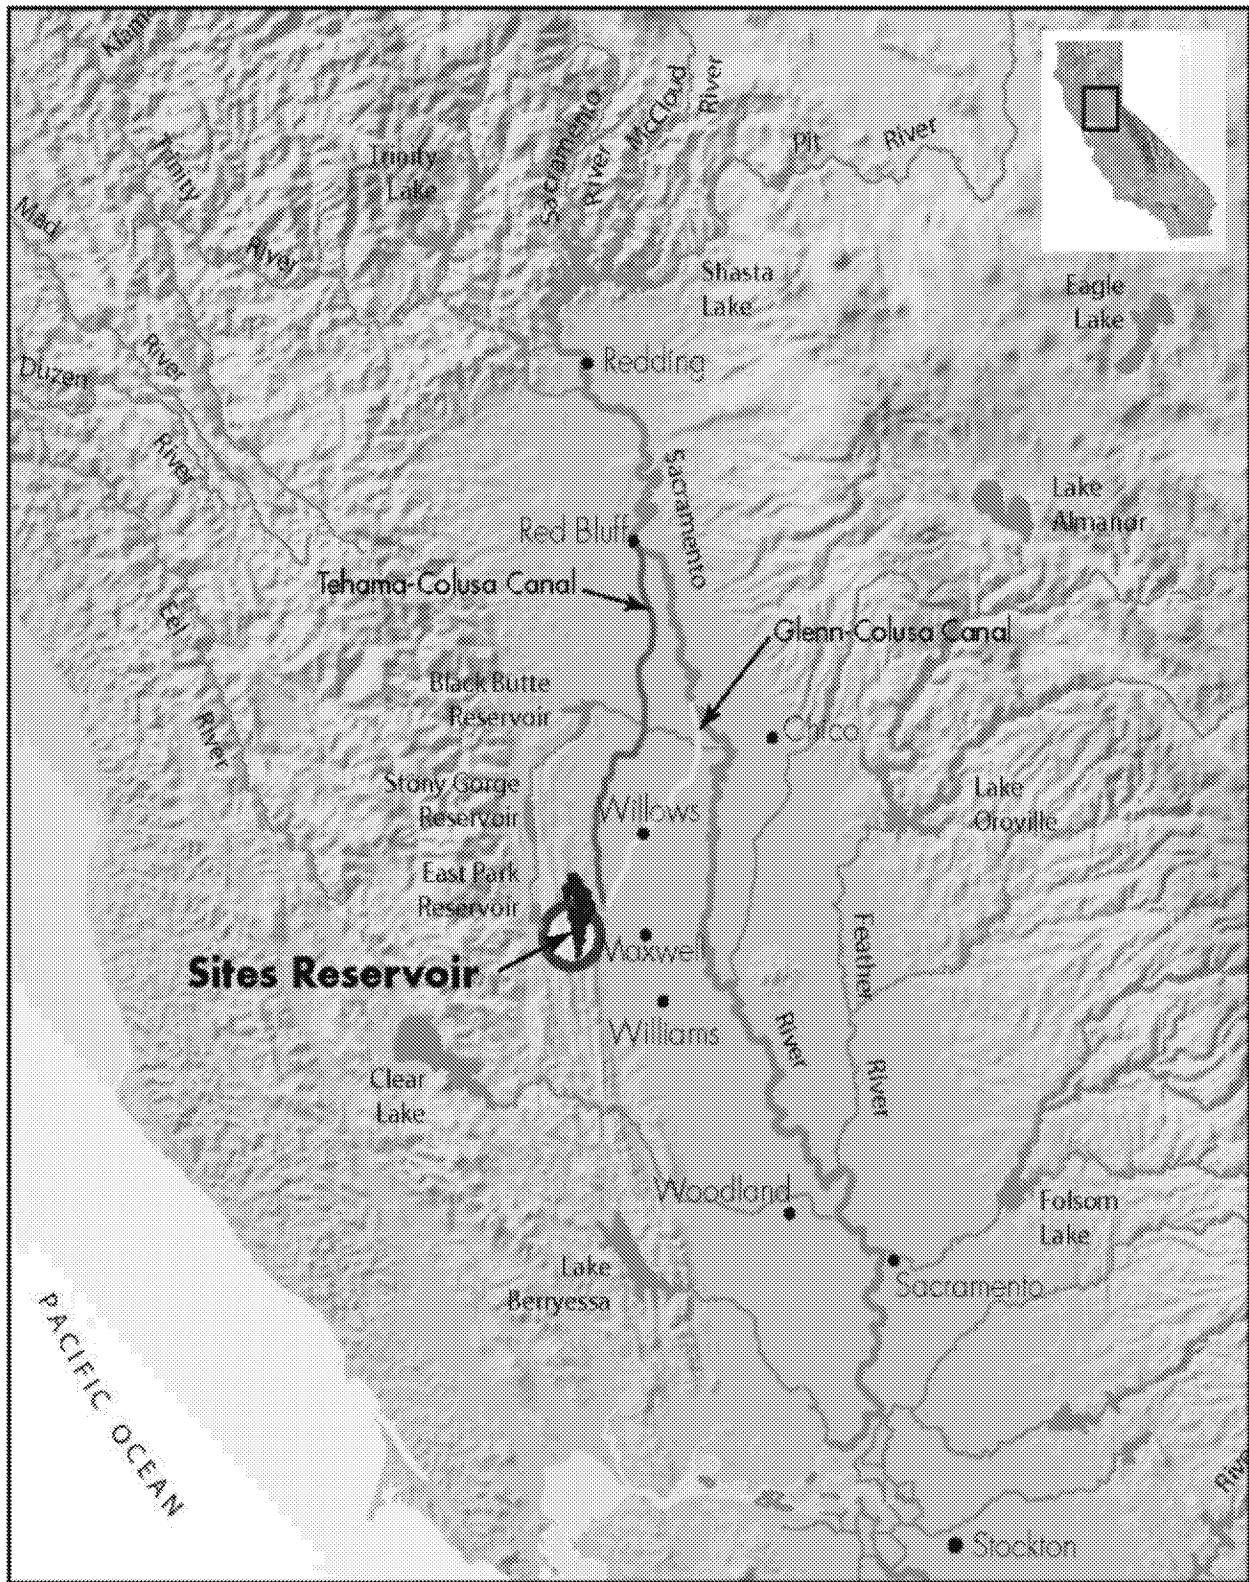 Klama
Sacramento
River
McCloud
River
Pit
River
Trinity
River
Trinity
Lake
Mad
River
Shasta
Lake
Eagle
Lake
Duzen
River
Redding
Sacramento
Lake
Almanor
Red Bluff
Tehama-Colusa Canal
Glenn-Colusa Canal
Eel
River
Black Butte
Reservoir
Chico
Stony Gorge
Reservoir
Willows
Lake
Oroville
East Park
Reservoir
Feather
River
Maxwell
Sites Reservoir
Williams
River
Clear
Lake
Woodland
Folsom
Lake
Lake
Berryessa
Sacramento
PACIFIC OCEAN
Rive
Stockton